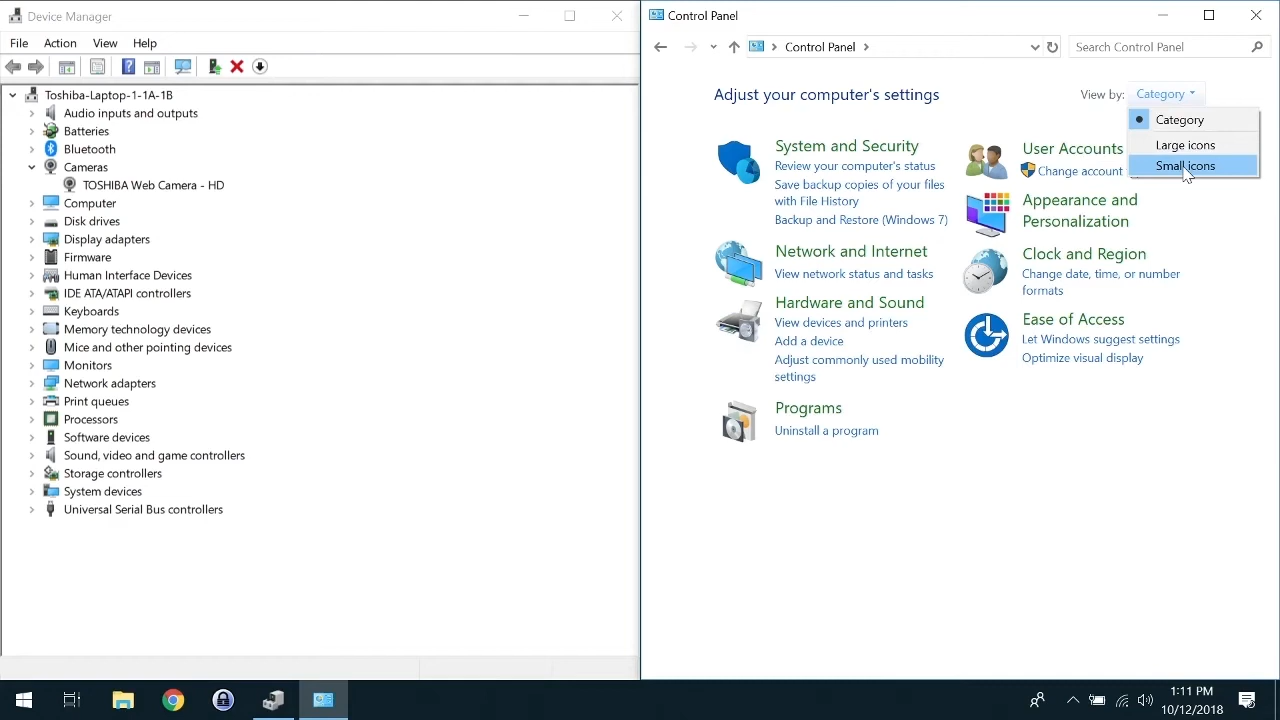 Device Manager
File Action View Help
Toshiba-Laptop-1-1A-1B
Audio inputs and outputs
Batteries
Bluetooth
Cameras
TOSHIBA Web Camera - HD
Computer
Disk drives
Display adapters
Firmware
Human Interface Devices
IDE ATA/ATAPI controllers
Keyboards
Memory technology devices
Mice and other pointing devices
Monitors
Network adapters
Print queues
Processors
Software devices
Sound, video and game controllers
Storage controllers
System devices
Universal Serial Bus controllers
Control Panel
Control Panel
Search Control Panel
Adjust your computer's settings
View by: Category
Category
Large icons
Small icons
System and Security
Review your computer's status
Save backup copies of your files
with File History
Backup and Restore (Windows 7)
Network and Internet
View network status and tasks
Hardware and Sound
View devices and printers
Add a device
Adjust commonly used mobility
settings
Programs
Uninstall a program
User Accounts
Change account
Appearance and
Personalization
Clock and Region
Change date, time, or number
formats
Ease of Access
Let Windows suggest settings
Optimize visual display
1:11 PM
10/12/2018